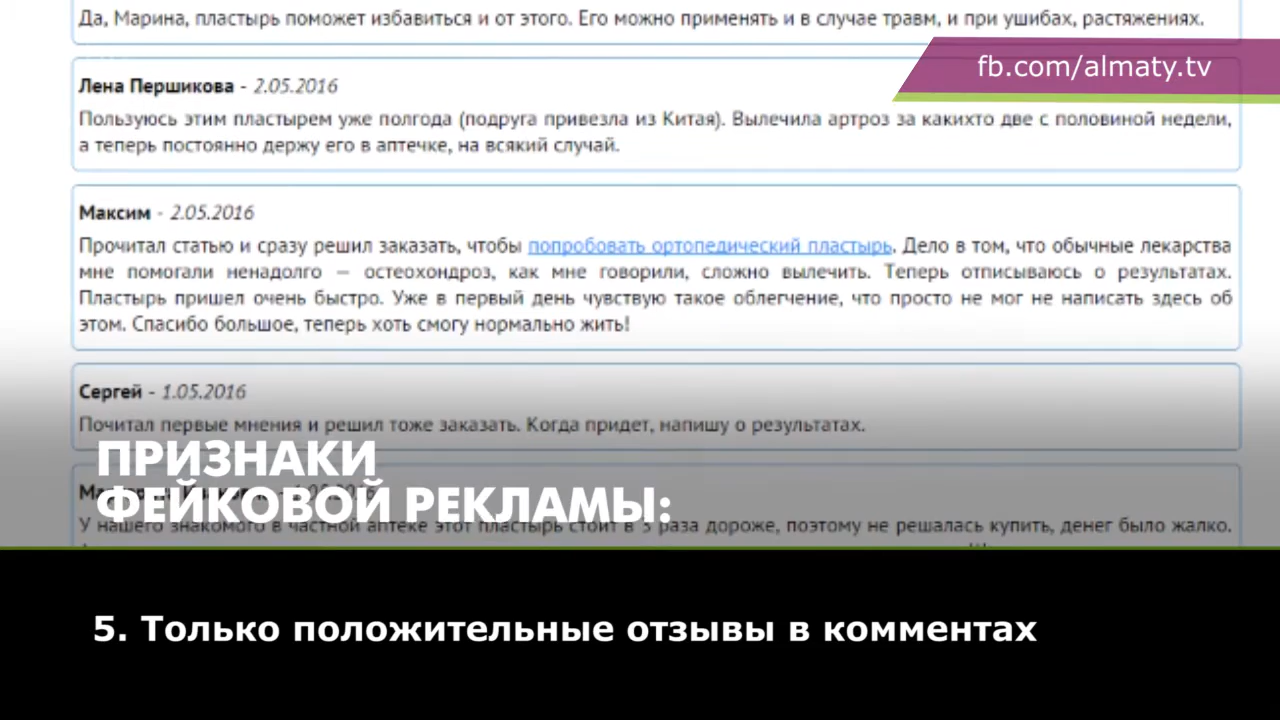 Да, Марина, пластырь поможет избавиться и от этого. Его можно применять и в случае травм, и при ушибах, растяжениях.
fb.com/almaty.tv
Лена Першикова - 2.05.2016
Пользуюсь этим пластырем уже полгода (подруга привезла из Китая). Вылечила артроз за какихто две с половиной недели,
а теперь постоянно держу его в аптечке, на всякий случай.
Максим - 2.05.2016
Прочитал статью и сразу решил заказать, чтобы попробовать ортопедический пластырь. Дело в том, что обычные лекарства
мне помогали ненадолго — остеохондроз, как мне говорили, сложно вылечить. Теперь отписываюсь о результатах.
Пластырь пришел очень быстро. Уже в первый день чувствую такое облегчение, что просто не мог не написать здесь об
этом. Спасибо большое, теперь хоть смогу нормально жить!
Сергей - 1.05.2016
Почитал первые мнения и решил тоже заказать. Когда придет, напишу о результатах.
ПРИЗНАКИ
ФЕЙКОВОЙ РЕКЛАМЫ:
У нашего знакомого в частной аптеке этот пластырь стоит в 3 раза дороже, поэтому не решалась купить, денег было жалко.
5. Только положительные отзывы в комментах